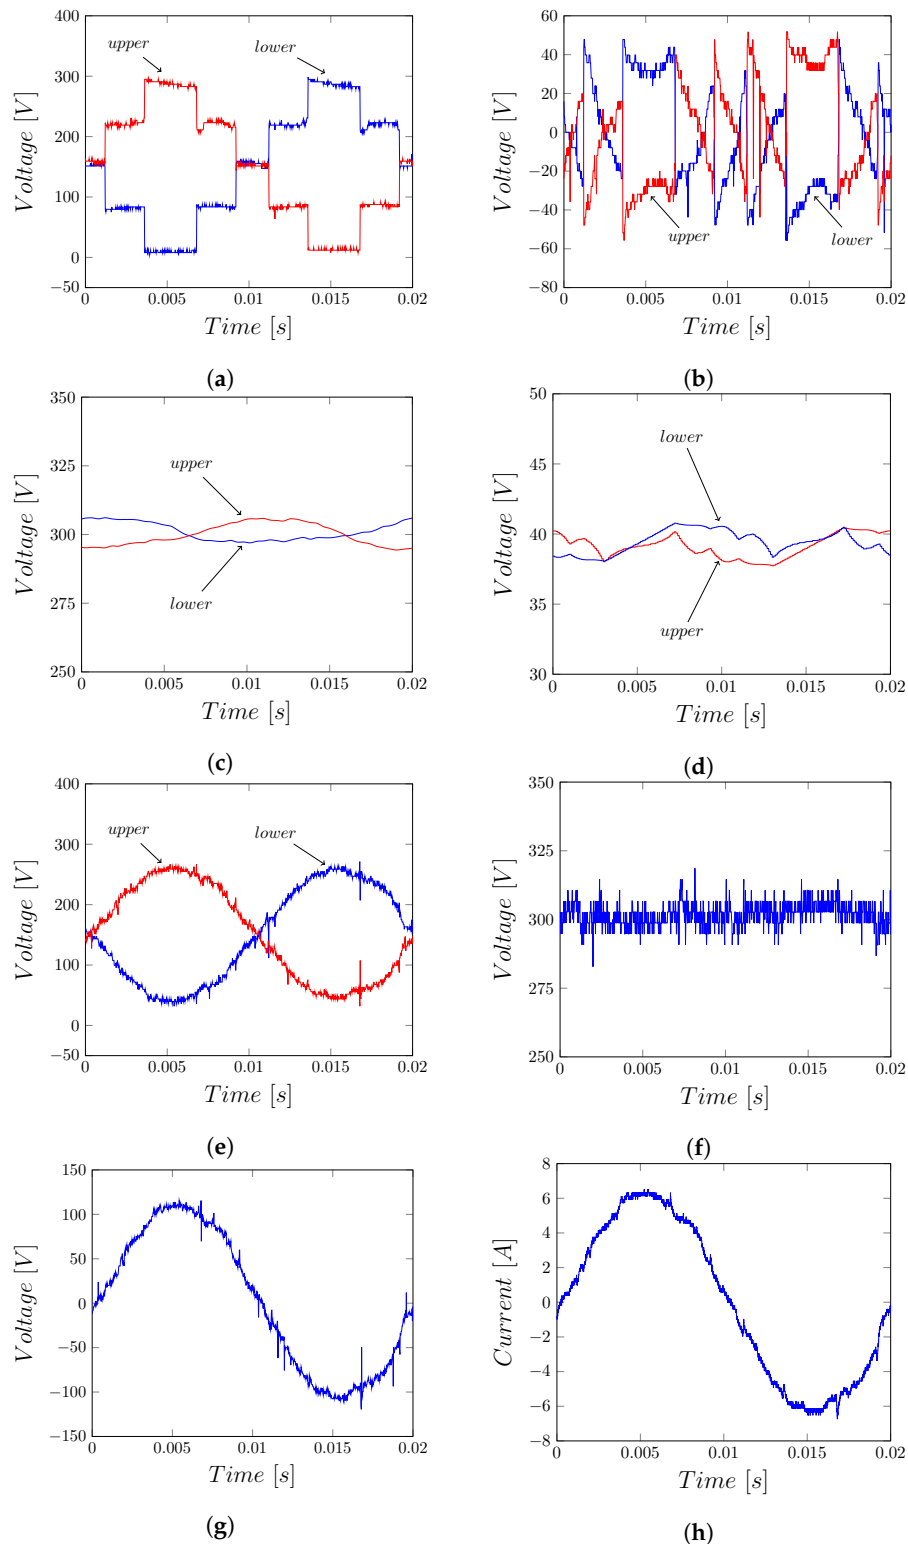 400
300
200
100
0
−50
Voltage [V]
upper
lower
0 0.005 0.01 0.015 0.02
Time [s]
(a)
60
40
20
0
−20
−40
−60
−80
Voltage [V]
upper
lower
0 0.005 0.01 0.015 0.02
Time [s]
(b)
350
325
300
275
250
Voltage [V]
upper
lower
0 0.005 0.01 0.015 0.02
Time [s]
(c)
50
45
40
35
30
Voltage [V]
lower
upper
0 0.005 0.01 0.015 0.02
Time [s]
(d)
400
300
200
100
0
−50
Voltage [V]
upper
lower
0 0.005 0.01 0.015 0.02
Time [s]
(e)
350
325
300
275
250
Voltage [V]
0 0.005 0.01 0.015 0.02
Time [s]
(f)
150
100
50
0
−50
−100
−150
Voltage [V]
0 0.005 0.01 0.015 0.02
Time [s]
(g)
8
6
4
2
0
−2
−4
−6
−8
Current [A]
0 0.005 0.01 0.015 0.02
Time [s]
(h)